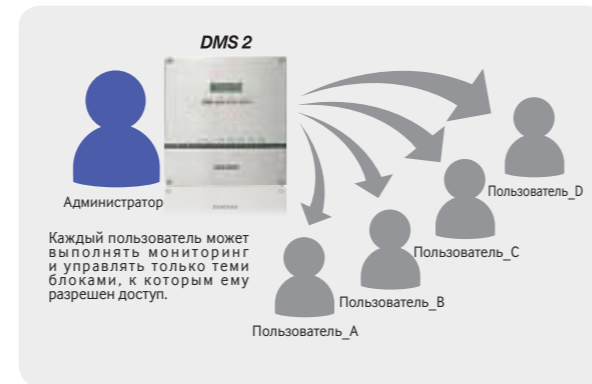 DMS 2
Администратор
Каждый пользователь может
выполнять мониторинг
и управлять только теми
блоками, к которым ему
разрешен доступ.
Пользователь_D
Пользователь_C
Пользователь_B
Пользователь_A